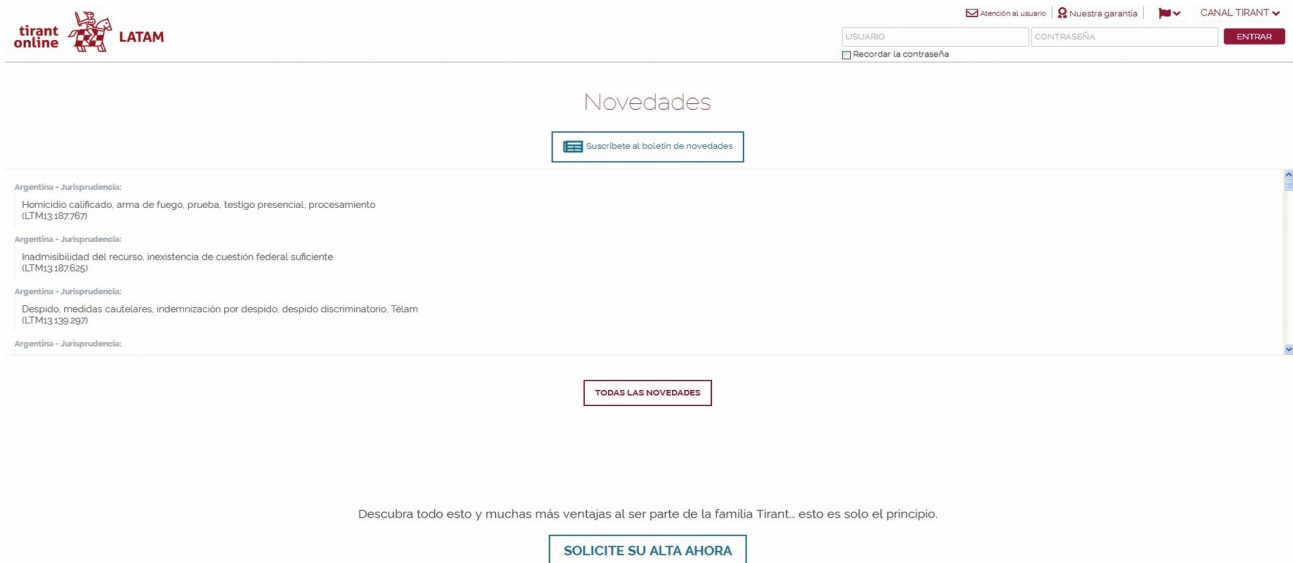 Atención al usuario Nuestra garantía CANAL TIRANT
tirant online LATAM
USUARIO CONTRASEÑA ENTRAR
Recordar la contraseña
Novedades
Suscríbete al boletín de novedades
Argentina - Jurisprudencia:
Homicidio calificado, arma de fuego, prueba, testigo presencial, procesamiento
(LTM13.187.767)
Argentina - Jurisprudencia:
Inadmisibilidad del recurso, inexistencia de cuestión federal suficiente
(LTM13.187.625)
Argentina - Jurisprudencia:
Despido, medidas cautelares, indemnización por despido, despido discriminatorio, Télam
(LTM13.139.297)
Argentina - Jurisprudencia:
TODAS LAS NOVEDADES
Descubra todo esto y muchas más ventajas al ser parte de la familia Tirant... esto es solo el principio.
SOLICITE SU ALTA AHORA